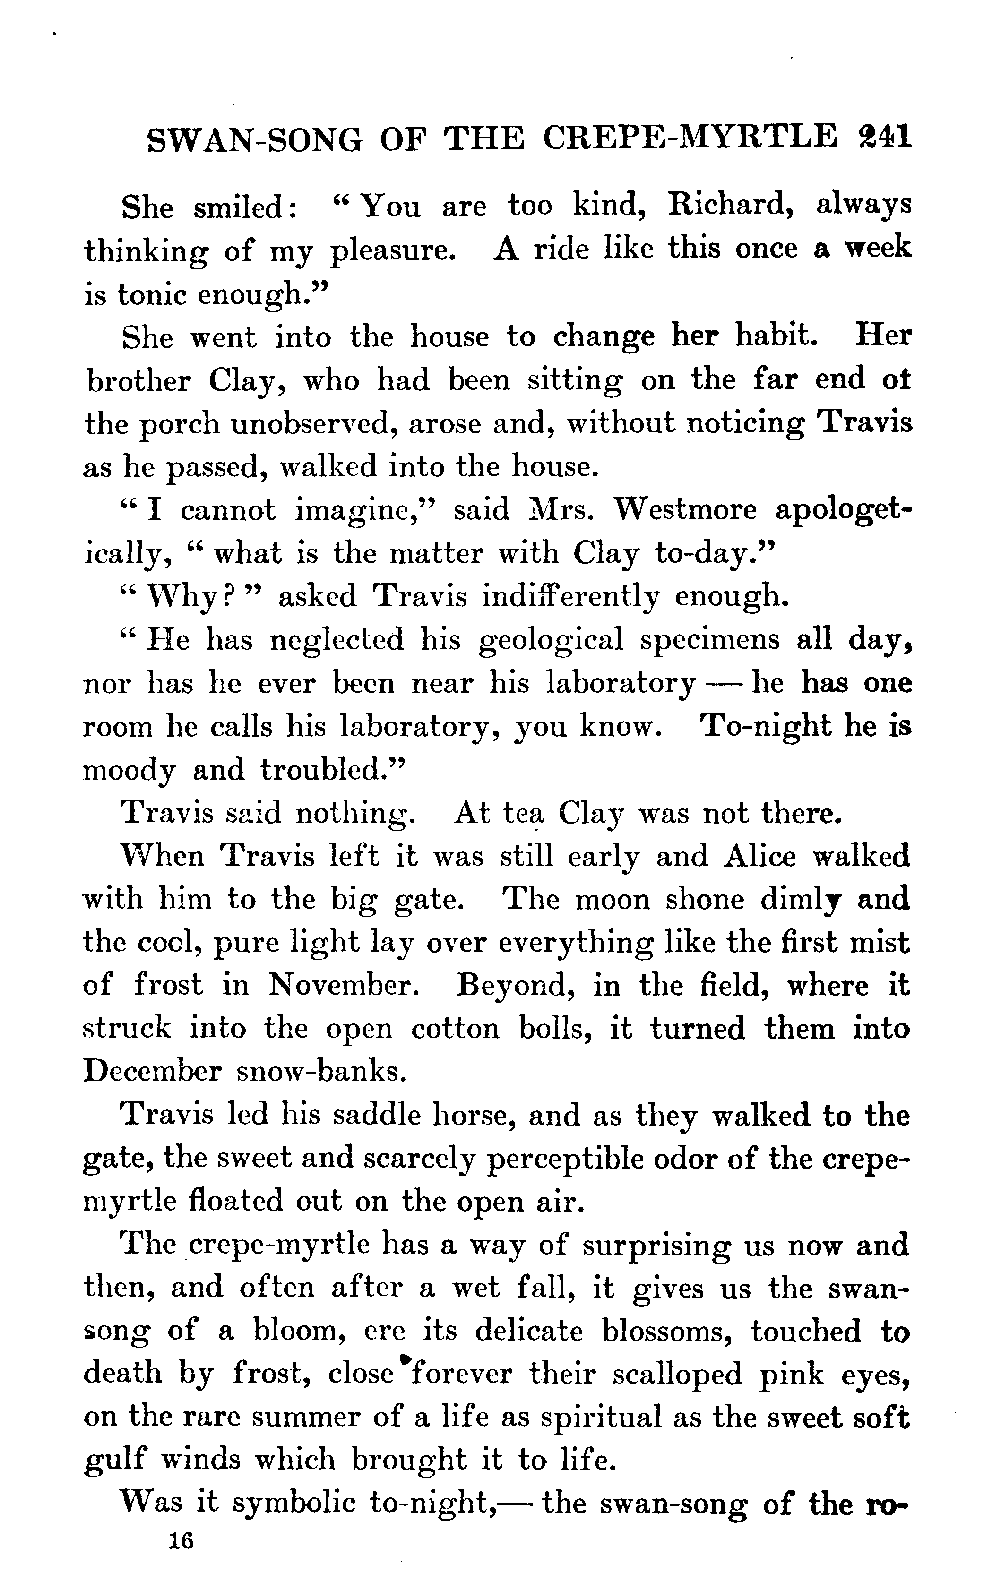 SWAN-SONG OF THE CREPE-MYRTLE 241
She smiled: " You are too kind, Richard, always
thinking of my pleasure. A ride like this once a week
is tonic enough."
She went into the house to change her habit. Her
brother Clay, who had been sitting on the far end of
the porch unobserved, arose and, without noticing Travis
as he passed, walked into the house.
" I cannot imagine," said Mrs. Westmore apologet-
ically, " what is the matter with Clay to-day."
" Why? " asked Travis indifferently enough.
" He has neglected his geological specimens all day,
nor has he ever been near his laboratory — he has one
room he calls his laboratory, you know. To-night he is
moody and troubled."
Travis said nothing. At tea Clay was not there.
When Travis left it was still early and Alice walked
with him to the big gate. The moon shone dimly and
the cool, pure light lay over everything like the first mist
of frost in November. Beyond, in the field, where it
struck into the open cotton bolls, it turned them into
December snow-banks.
Travis led his saddle horse, and as they walked to the
gate, the sweet and scarcely perceptible odor of the crepe-
myrtle floated out on the open air.
The crepe-myrtle has a way of surprising us now and
then, and often after a wet fall, it gives us the swan-
song of a bloom, ere its delicate blossoms, touched to
death by frost, close forever their scalloped pink eyes,
on the rare summer of a life as spiritual as the sweet soft
gulf winds which brought it to life.
Was it symbolic to-night,— the swan-song of the ro-
16